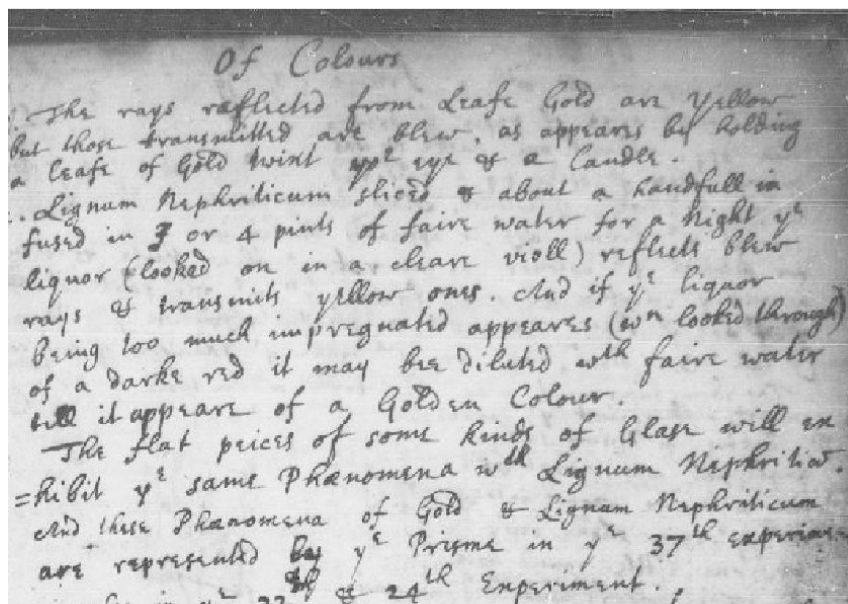 Of Colours
The rays reflected from Leafe Gold are yellow
but those transmitted are blew, as appeares by holding
a leafe of Gold twixt yor eye & a Candle.
Lignum Nephriticum sliced & about a handfull in
fused in 3 or 4 pints of faire water for a night ye
liquor (looked on in a cleare violl) reflects blew
rays & transmits yellow ones. And if ye liquor
being too much impregnated appeares (wn looked through)
of a darke red it may bee diluted wth faire water
till it appeare of a Golden Colour.
The flat peices of some kinds of Glase will ex
=hibit ye same Phænomena wth Lignum Nephritic̄.
And these Phænomena of Gold & Lignum Nephriticum
are represented by ye Prisme in ye 37th experime-
& 24th Experiment.